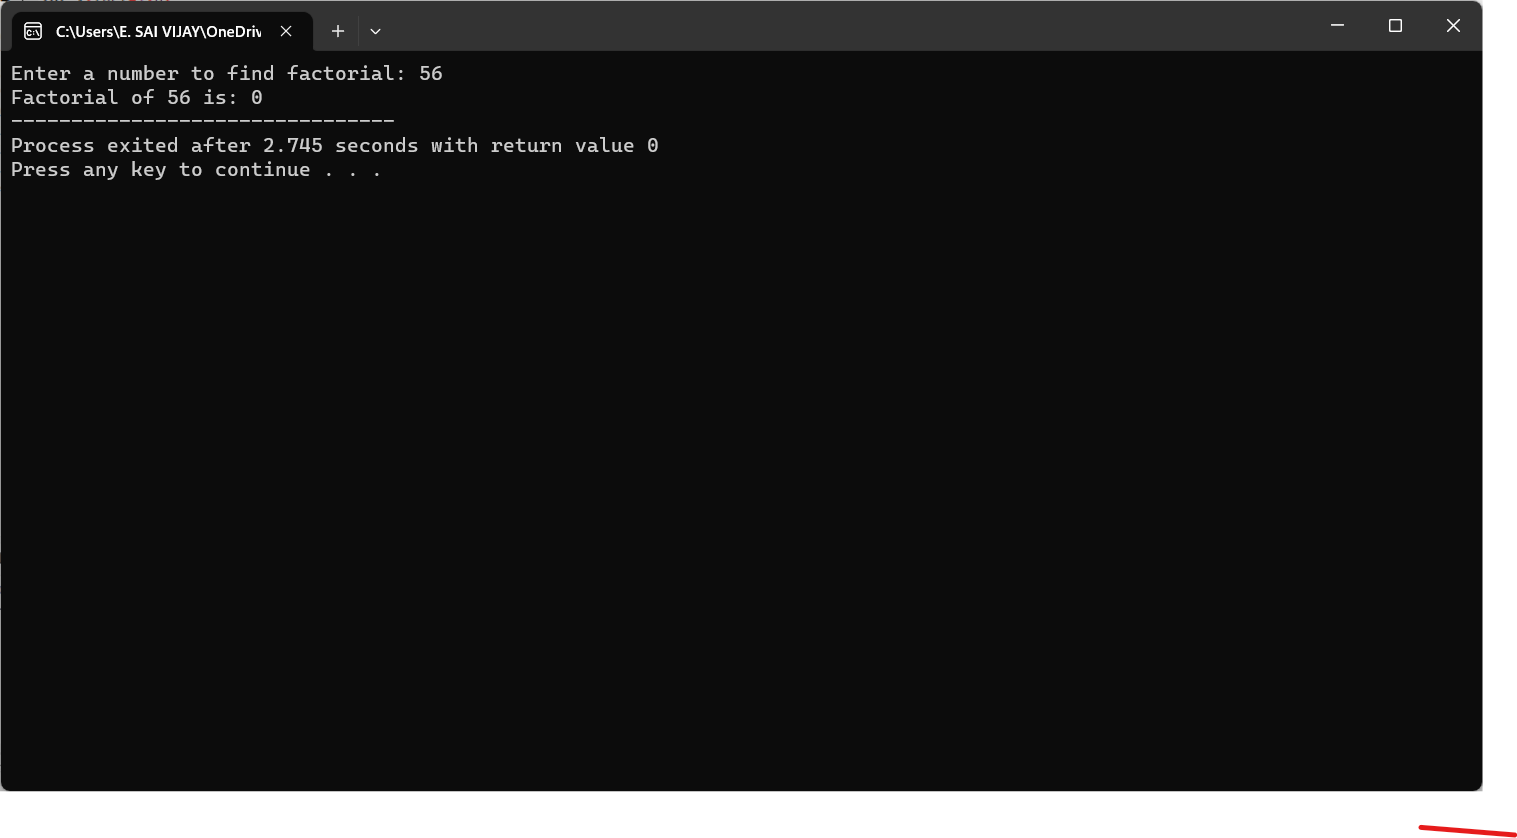 C:\Users\E. SAI VIJAY\OneDriv
Enter a number to find factorial: 56
Factorial of 56 is: 0
--------------------------------
Process exited after 2.745 seconds with return value 0
Press any key to continue . . .